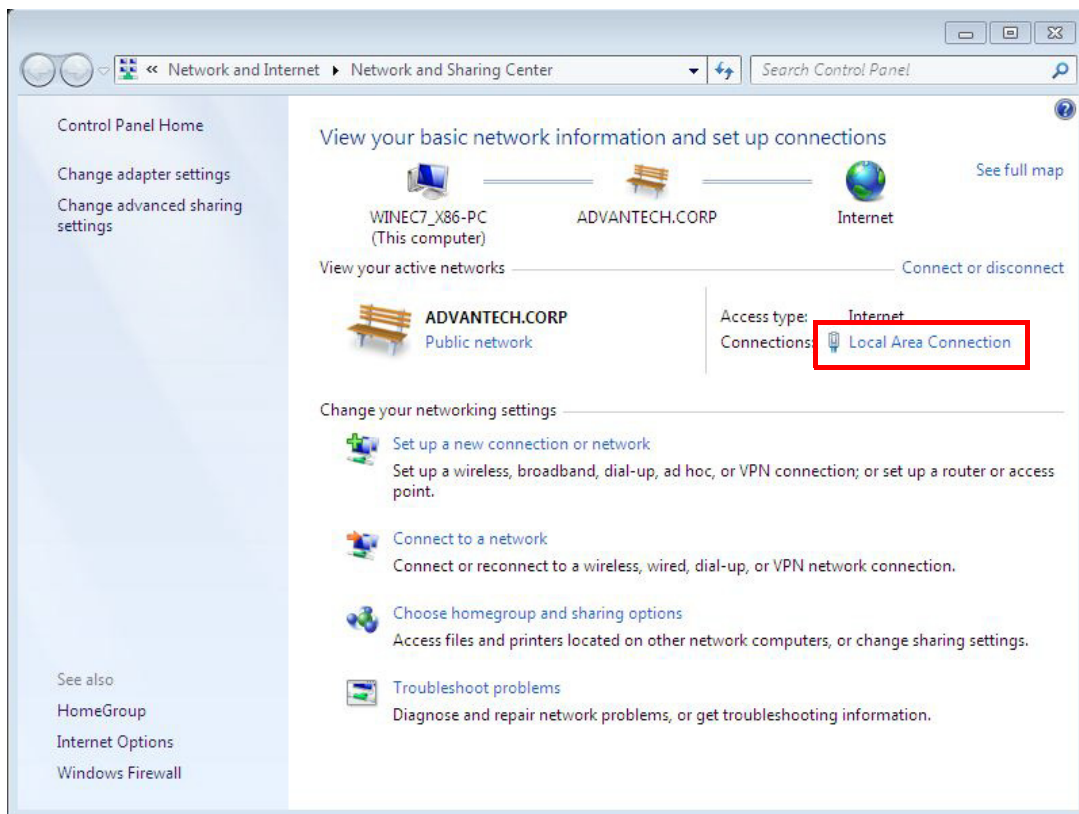 « Network and Internet ▸ Network and Sharing Center
Search Control Panel
Control Panel Home
Change adapter settings
Change advanced sharing
settings
See also
HomeGroup
Internet Options
Windows Firewall
View your basic network information and set up connections
See full map
WINEC7_X86-PC
(This computer)
ADVANTECH.CORP
Internet
View your active networks
Connect or disconnect
ADVANTECH.CORP
Public network
Access type: Internet
Connections: Local Area Connection
Change your networking settings
Set up a new connection or network
Set up a wireless, broadband, dial-up, ad hoc, or VPN connection; or set up a router or access
point.
Connect to a network
Connect or reconnect to a wireless, wired, dial-up, or VPN network connection.
Choose homegroup and sharing options
Access files and printers located on other network computers, or change sharing settings.
Troubleshoot problems
Diagnose and repair network problems, or get troubleshooting information.